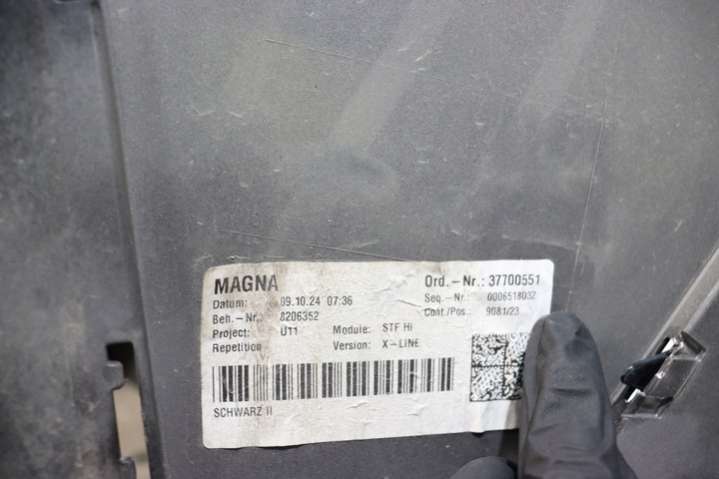 MAGNA Ord.-Nr.: 37700551
Datum: 09.10.24 07:36 Seq.-Nr.: 0006518032
Beh.-Nr.: 8206352 Cont/Pos.: 9081/23
Project: U11 Module: STF Hi
Repetition Version: X-LINE
SCHWARZ II